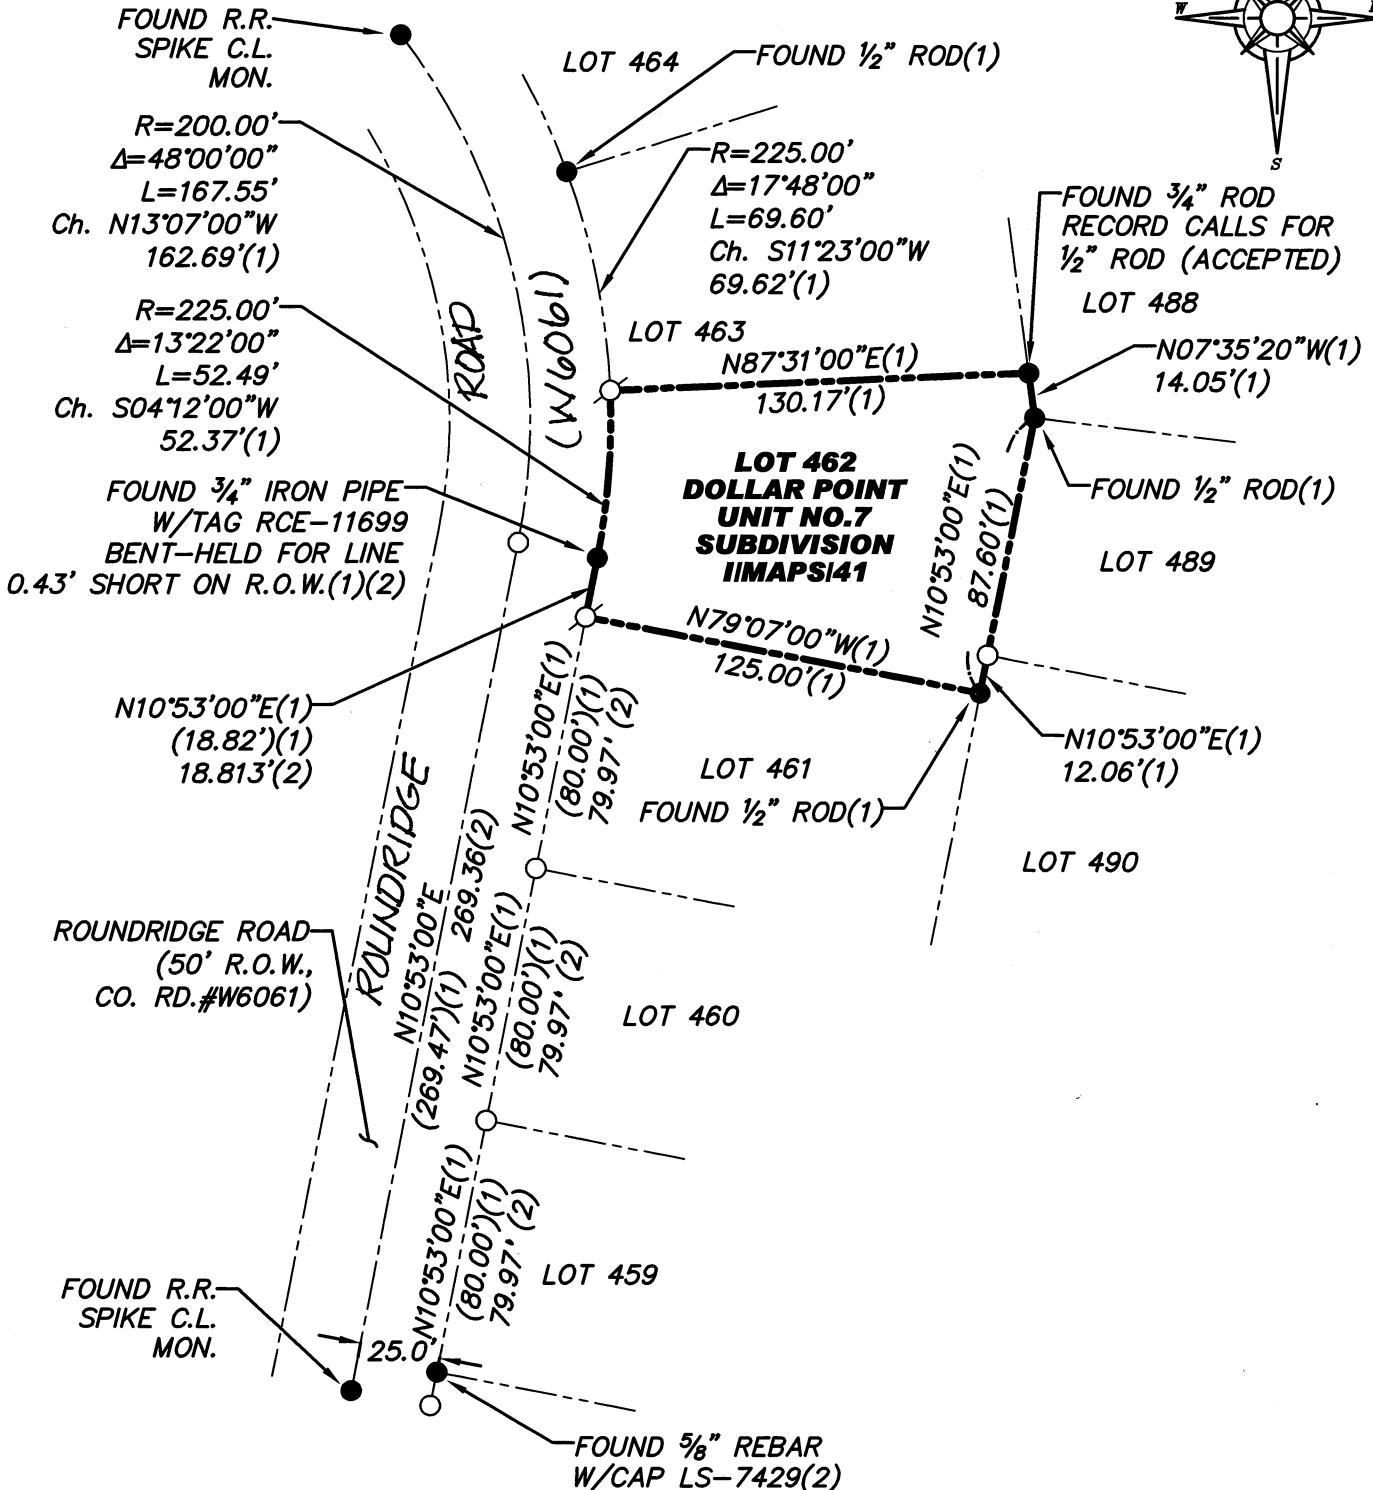 FOUND R.R.
SPIKE C.L.
MON.
LOT 464
FOUND ½" ROD(1)
W
S
R=200.00'
Δ=48°00'00"
L=167.55'
Ch. N13°07'00"W
162.69'(1)
R=225.00'
Δ=17°48'00"
L=69.60'
Ch. S11°23'00"W
69.62'(1)
FOUND ¾" ROD
RECORD CALLS FOR
½" ROD (ACCEPTED)
LOT 488
R=225.00'
Δ=13°22'00"
L=52.49'
Ch. S04°12'00"W
52.37'(1)
ROAD
(W6061)
LOT 463
N87°31'00"E(1)
130.17'(1)
N07°35'20"W(1)
14.05'(1)
LOT 462
DOLLAR POINT
UNIT NO.7
SUBDIVISION
I|MAPS|41
FOUND ¾" IRON PIPE
W/TAG RCE-11699
BENT-HELD FOR LINE
0.43' SHORT ON R.O.W.(1)(2)
N10°53'00"E(1)
87.60'(1)
FOUND ½" ROD(1)
LOT 489
N79°07'00"W(1)
125.00'(1)
N10°53'00"E(1)
(18.82')(1)
18.813'(2)
N10°53'00"E(1)
(80.00')(1)
79.97' (2)
LOT 461
FOUND ½" ROD(1)
N10°53'00"E(1)
12.06'(1)
LOT 490
ROUNDRIDGE
N10°53'00"E
269.36(2)
(269.47')(1)
ROUNDRIDGE ROAD
(50' R.O.W.,
CO. RD.#W6061)
N10°53'00"E(1)
(80.00')(1)
79.97' (2)
LOT 460
N10°53'00"E(1)
(80.00')(1)
79.97' (2)
LOT 459
FOUND R.R.
SPIKE C.L.
MON.
25.0'
FOUND ⅝" REBAR
W/CAP LS-7429(2)